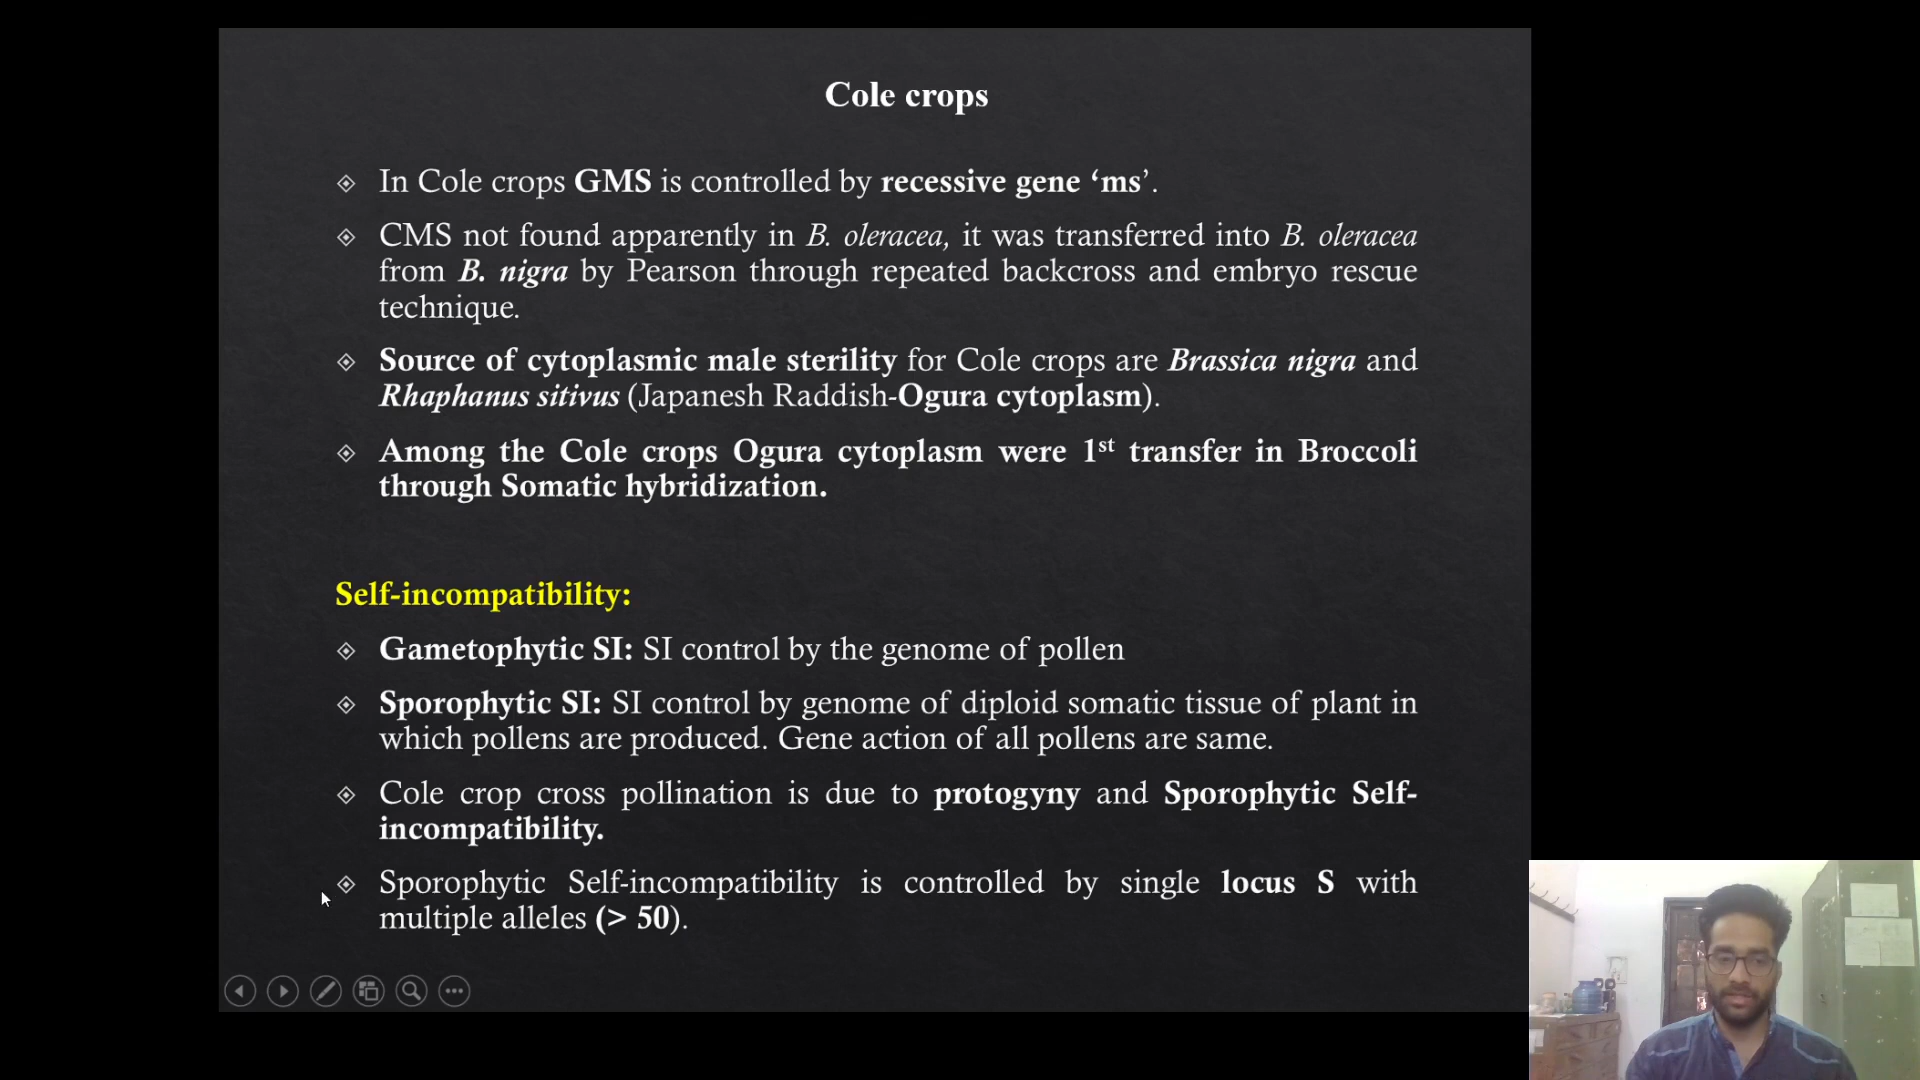 Cole crops
In Cole crops GMS is controlled by recessive gene ‘ms’.
CMS not found apparently in B. oleracea, it was transferred into B. oleracea
from B. nigra by Pearson through repeated backcross and embryo rescue
technique.
Source of cytoplasmic male sterility for Cole crops are Brassica nigra and
Rhaphanus sitivus (Japanesh Raddish-Ogura cytoplasm).
Among the Cole crops Ogura cytoplasm were 1st transfer in Broccoli
through Somatic hybridization.
Self-incompatibility:
Gametophytic SI: SI control by the genome of pollen
Sporophytic SI: SI control by genome of diploid somatic tissue of plant in
which pollens are produced. Gene action of all pollens are same.
Cole crop cross pollination is due to protogyny and Sporophytic Self-
incompatibility.
Sporophytic Self-incompatibility is controlled by single locus S with
multiple alleles (> 50).